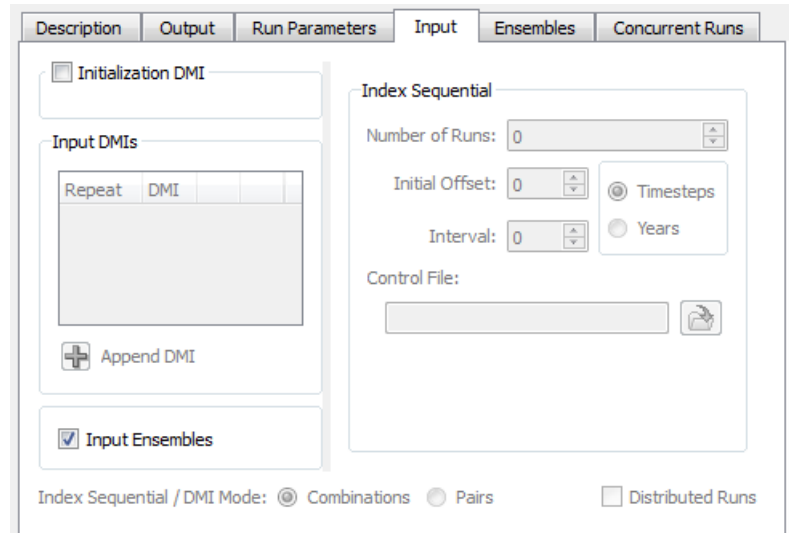 Description Output Run Parameters Input Ensembles Concurrent Runs
Initialization DMI
Input DMIs
Repeat DMI
Append DMI
Input Ensembles
Index Sequential
Number of Runs: 0
Initial Offset: 0
Timesteps
Interval: 0
Years
Control File:
Index Sequential / DMI Mode: Combinations Pairs Distributed Runs